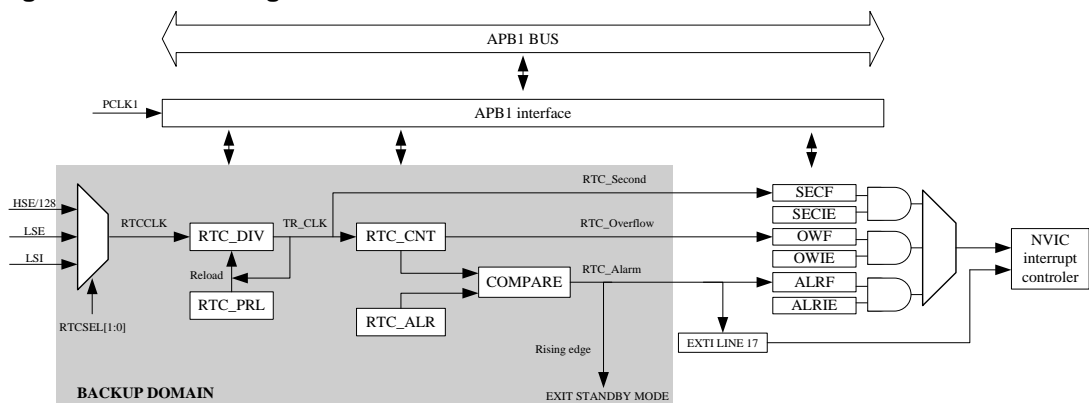 APB1 BUS
PCLK1
APB1 interface
RTC_Second
HSE/128
SECF
RTCCLK
TR_CLK
SECIE
RTC_Overflow
LSE
RTC_DIV
RTC_CNT
OWF
NVIC
interrupt
controler
LSI
OWIE
Reload
RTC_Alarm
COMPARE
ALRF
RTC_PRL
RTC_ALR
ALRIE
RTCSEL[1:0]
EXTI LINE 17
Rising edge
BACKUP DOMAIN
EXIT STANDBY MODE